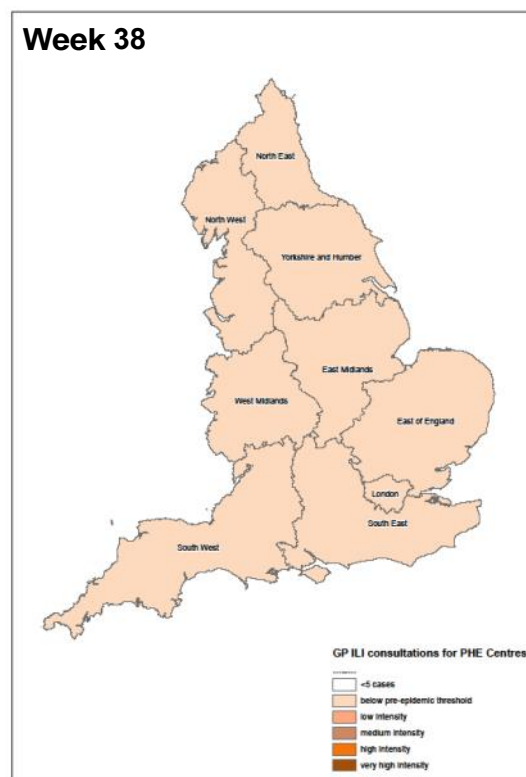 Week 38
North East
North West
Yorkshire and Humber
East Midlands
West Midlands
East of England
London
South East
South West
GP ILI consultations for PHE Centres
<5 cases
below pre-epidemic threshold
low intensity
medium intensity
high intensity
very high intensity